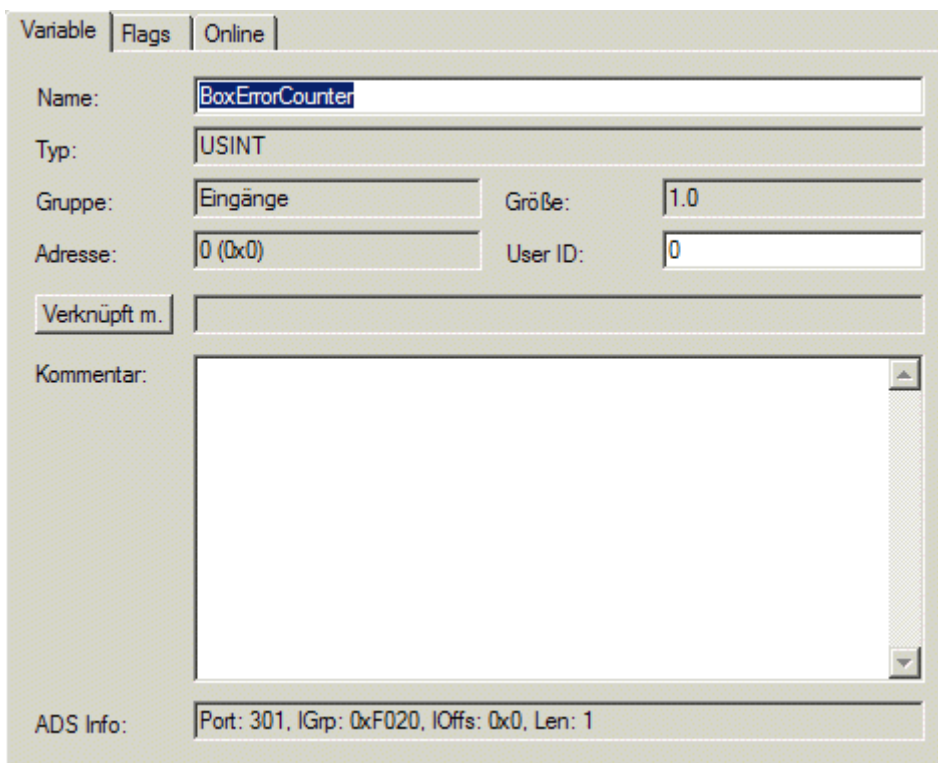 Variable Flags Online
Name: BoxErrorCounter
Typ: USINT
Gruppe: Eingänge Größe: 1.0
Adresse: 0 (0x0) User ID: 0
Verknüpft m.
Kommentar:
ADS Info: Port: 301, IGrp: 0xF020, IOffs: 0x0, Len: 1